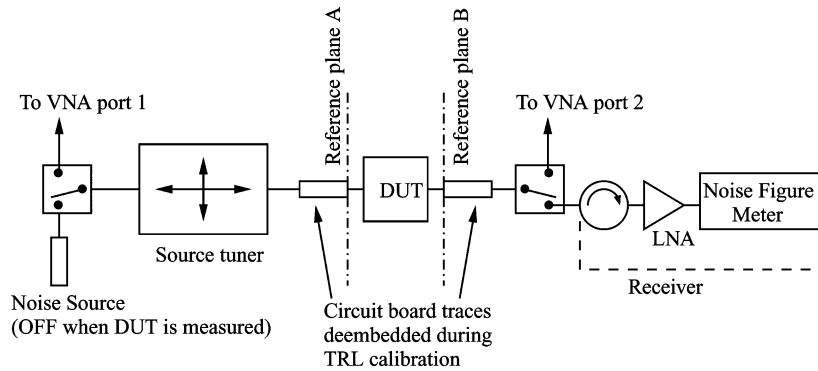 Reference plane A
Reference plane B
To VNA port 1
To VNA port 2
DUT
Noise Figure
Meter
LNA
Source tuner
Receiver
Noise Source
(OFF when DUT is measured)
Circuit board traces
deembedded during
TRL calibration